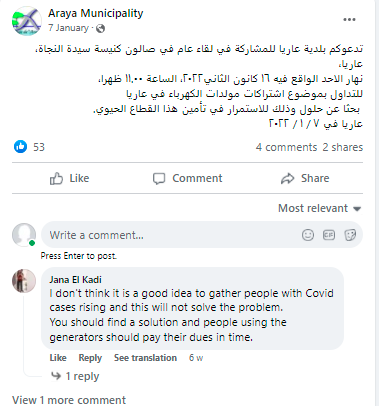 Araya Municipality
7 January ·
تدعوكم بلدية عاريا للمشاركة في لقاء عام في صالون كنيسة سيدة النجاة،
عاريا،
نهار الاحد الواقع فيه ١٦ كانون الثاني٢٠٢٢، الساعة ١١,٠٠ ظهرا،
للتداول بموضوع اشتراكات مولدات الكهرباء في عاريا
بحثا عن حلول وذلك للاستمرار في تأمين هذا القطاع الحيوي.
عاريا في ٧ / ١ / ٢٠٢٢
53
4 comments 2 shares
Like Comment Share
Most relevant
Write a comment...
GIF
Press Enter to post.
Jana El Kadi
I don't think it is a good idea to gather people with Covid
cases rising and this will not solve the problem.
You should find a solution and people using the
generators should pay their dues in time.
Like Reply See translation 6 w
1 reply
View 1 more comment